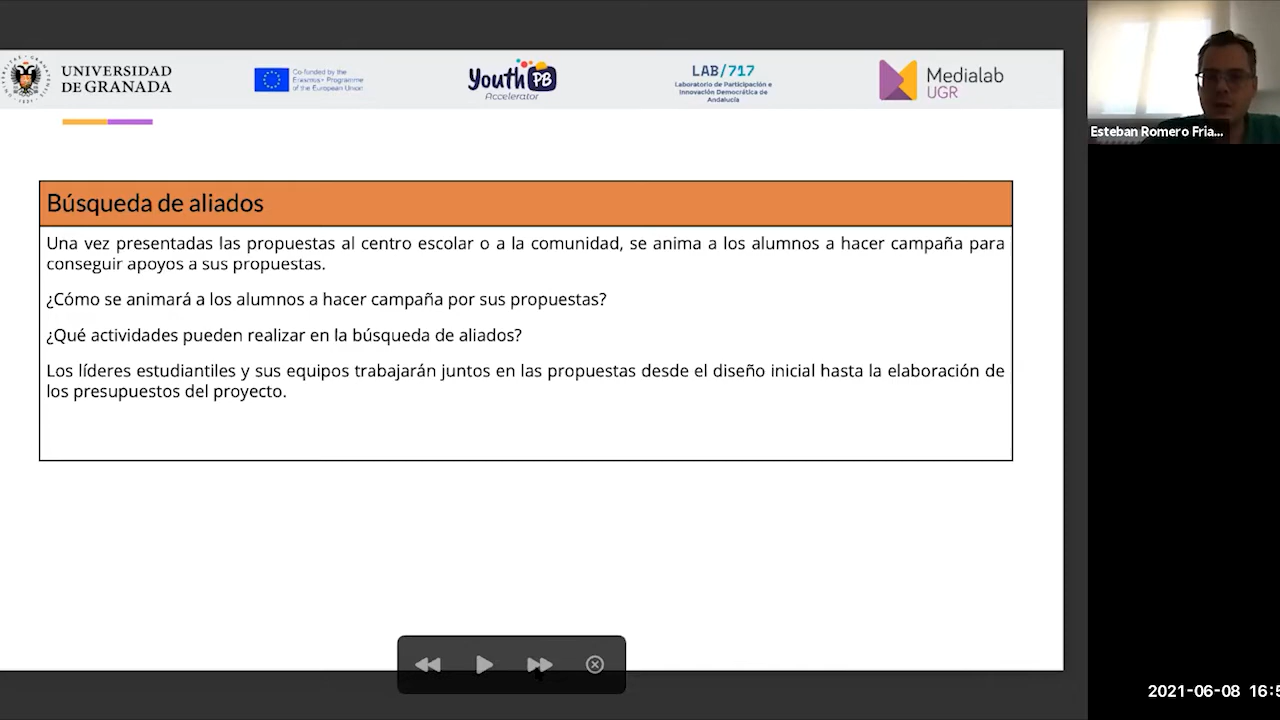 UNIVERSIDAD
DE GRANADA
Co-funded by the
Erasmus+ Programme
of the European Union
Youth PB
Accelerator
LAB/717
Laboratorio de Participación e
Innovación Democrática de
Andalucía
Medialab
UGR
Esteban Romero Fria...
Búsqueda de aliados
Una vez presentadas las propuestas al centro escolar o a la comunidad, se anima a los alumnos a hacer campaña para
conseguir apoyos a sus propuestas.
¿Cómo se animará a los alumnos a hacer campaña por sus propuestas?
¿Qué actividades pueden realizar en la búsqueda de aliados?
Los líderes estudiantiles y sus equipos trabajarán juntos en las propuestas desde el diseño inicial hasta la elaboración de
los presupuestos del proyecto.
2021-06-08 16:5